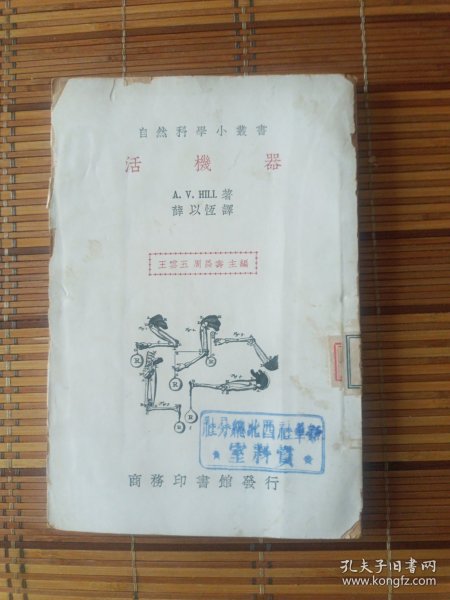 自然科學小叢書
活機器
A.V. HILL 著
薛以恆譯
王雲五 周昌壽 主編
新華社西北總分社
★ 資料室 ★
商務印書館發行
孔夫子旧书网
www.kongfz.com